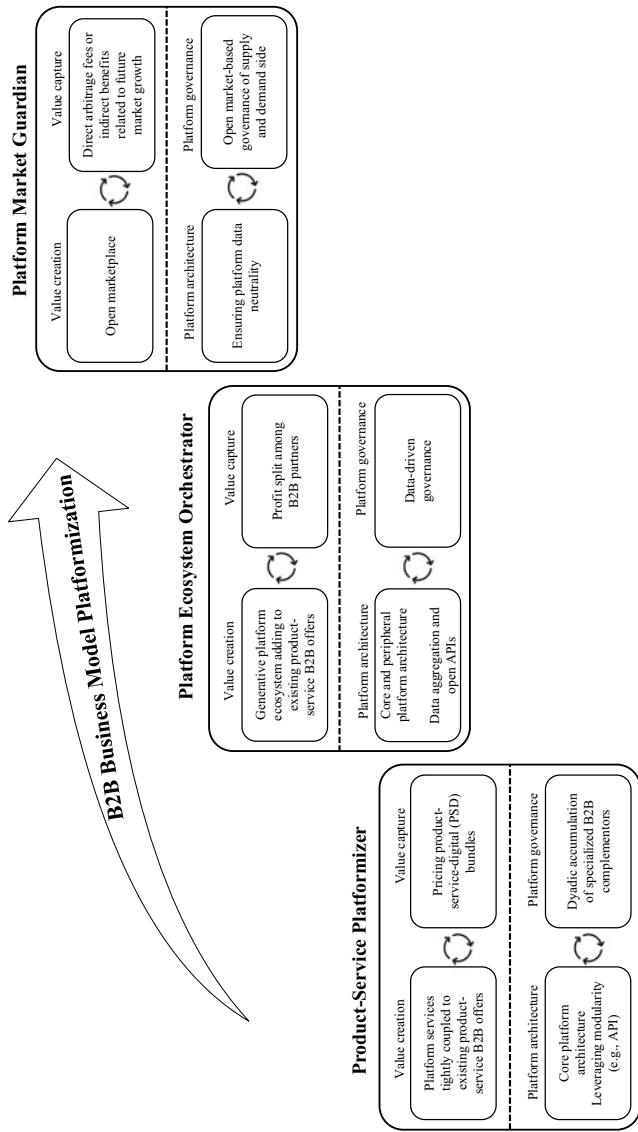 B2B Business Model Platformization
Product-Service Platformizer
Value creation
Platform services
tightly coupled to
existing product-
service B2B offers
Value capture
Pricing product-
service-digital (PSD)
bundles
Platform architecture
Core platform
architecture
Leveraging modularity
(e.g., API)
Platform governance
Dyadic accumulation
of specialized B2B
complementors
Platform Ecosystem Orchestrator
Value creation
Generative platform
ecosystem adding to
existing product-
service B2B offers
Value capture
Profit split among
B2B partners
Platform architecture
Core and peripheral
platform architecture
Data aggregation and
open APIs
Platform governance
Data-driven
governance
Platform Market Guardian
Value creation
Open marketplace
Value capture
Direct arbitrage fees or
indirect benefits
related to future
market growth
Platform architecture
Ensuring platform data
neutrality
Platform governance
Open market-based
governance of supply
and demand side